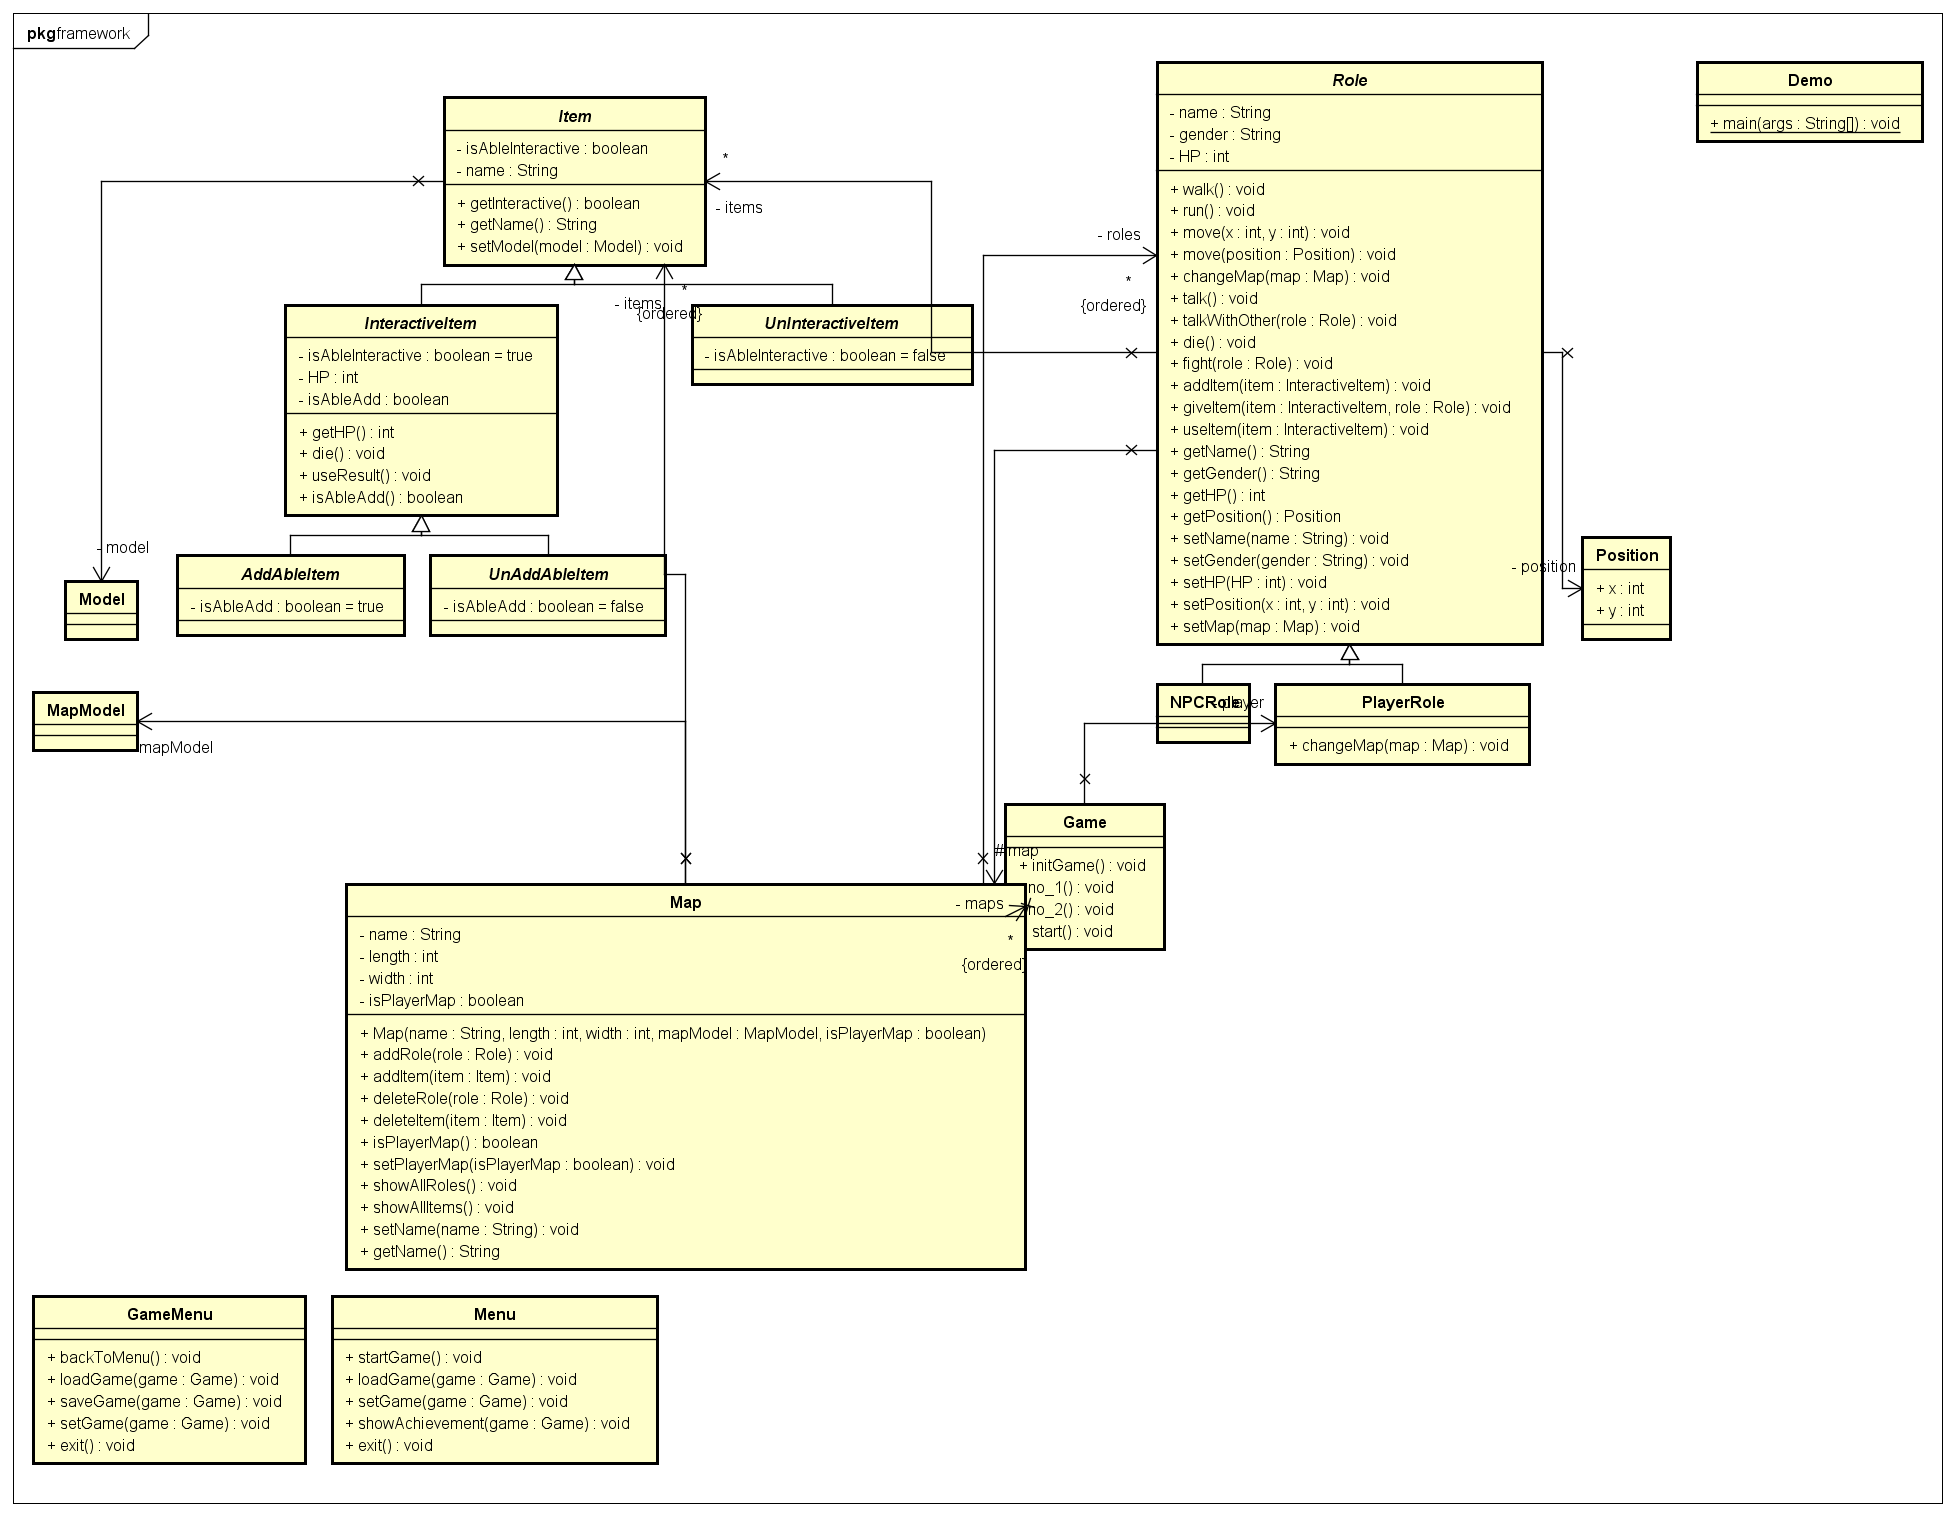 pkg framework
Item
- isAbleInteractive : boolean
- name : String
+ getInteractive() : boolean
+ getName() : String
+ setModel(model : Model) : void
*
- items
Role
- name : String
- gender : String
- HP : int
+ walk() : void
+ run() : void
+ move(x : int, y : int) : void
+ move(position : Position) : void
+ changeMap(map : Map) : void
+ talk() : void
+ talkWithOther(role : Role) : void
+ die() : void
+ fight(role : Role) : void
+ addItem(item : InteractiveItem) : void
+ giveItem(item : InteractiveItem, role : Role) : void
+ useItem(item : InteractiveItem) : void
+ getName() : String
+ getGender() : String
+ getHP() : int
+ getPosition() : Position
+ setName(name : String) : void
+ setGender(gender : String) : void
+ setHP(HP : int) : void
+ setPosition(x : int, y : int) : void
+ setMap(map : Map) : void
Demo
+ main(args : String[]) : void
- roles
*
{ordered}
- items
*
{ordered}
InteractiveItem
- isAbleInteractive : boolean = true
- HP : int
- isAbleAdd : boolean
+ getHP() : int
+ die() : void
+ useResult() : void
+ isAbleAdd() : boolean
UnInteractiveItem
- isAbleInteractive : boolean = false
- model
Model
AddAbleItem
- isAbleAdd : boolean = true
UnAddAbleItem
- isAbleAdd : boolean = false
- position
Position
+ x : int
+ y : int
MapModel
mapModel
NPCRole
- player
PlayerRole
+ changeMap(map : Map) : void
Game
+ initGame() : void
no_1() : void
no_2() : void
start() : void
# map
- maps
*
{ordered}
Map
- name : String
- length : int
- width : int
- isPlayerMap : boolean
+ Map(name : String, length : int, width : int, mapModel : MapModel, isPlayerMap : boolean)
+ addRole(role : Role) : void
+ addItem(item : Item) : void
+ deleteRole(role : Role) : void
+ deleteItem(item : Item) : void
+ isPlayerMap() : boolean
+ setPlayerMap(isPlayerMap : boolean) : void
+ showAllRoles() : void
+ showAllItems() : void
+ setName(name : String) : void
+ getName() : String
GameMenu
+ backToMenu() : void
+ loadGame(game : Game) : void
+ saveGame(game : Game) : void
+ setGame(game : Game) : void
+ exit() : void
Menu
+ startGame() : void
+ loadGame(game : Game) : void
+ setGame(game : Game) : void
+ showAchievement(game : Game) : void
+ exit() : void